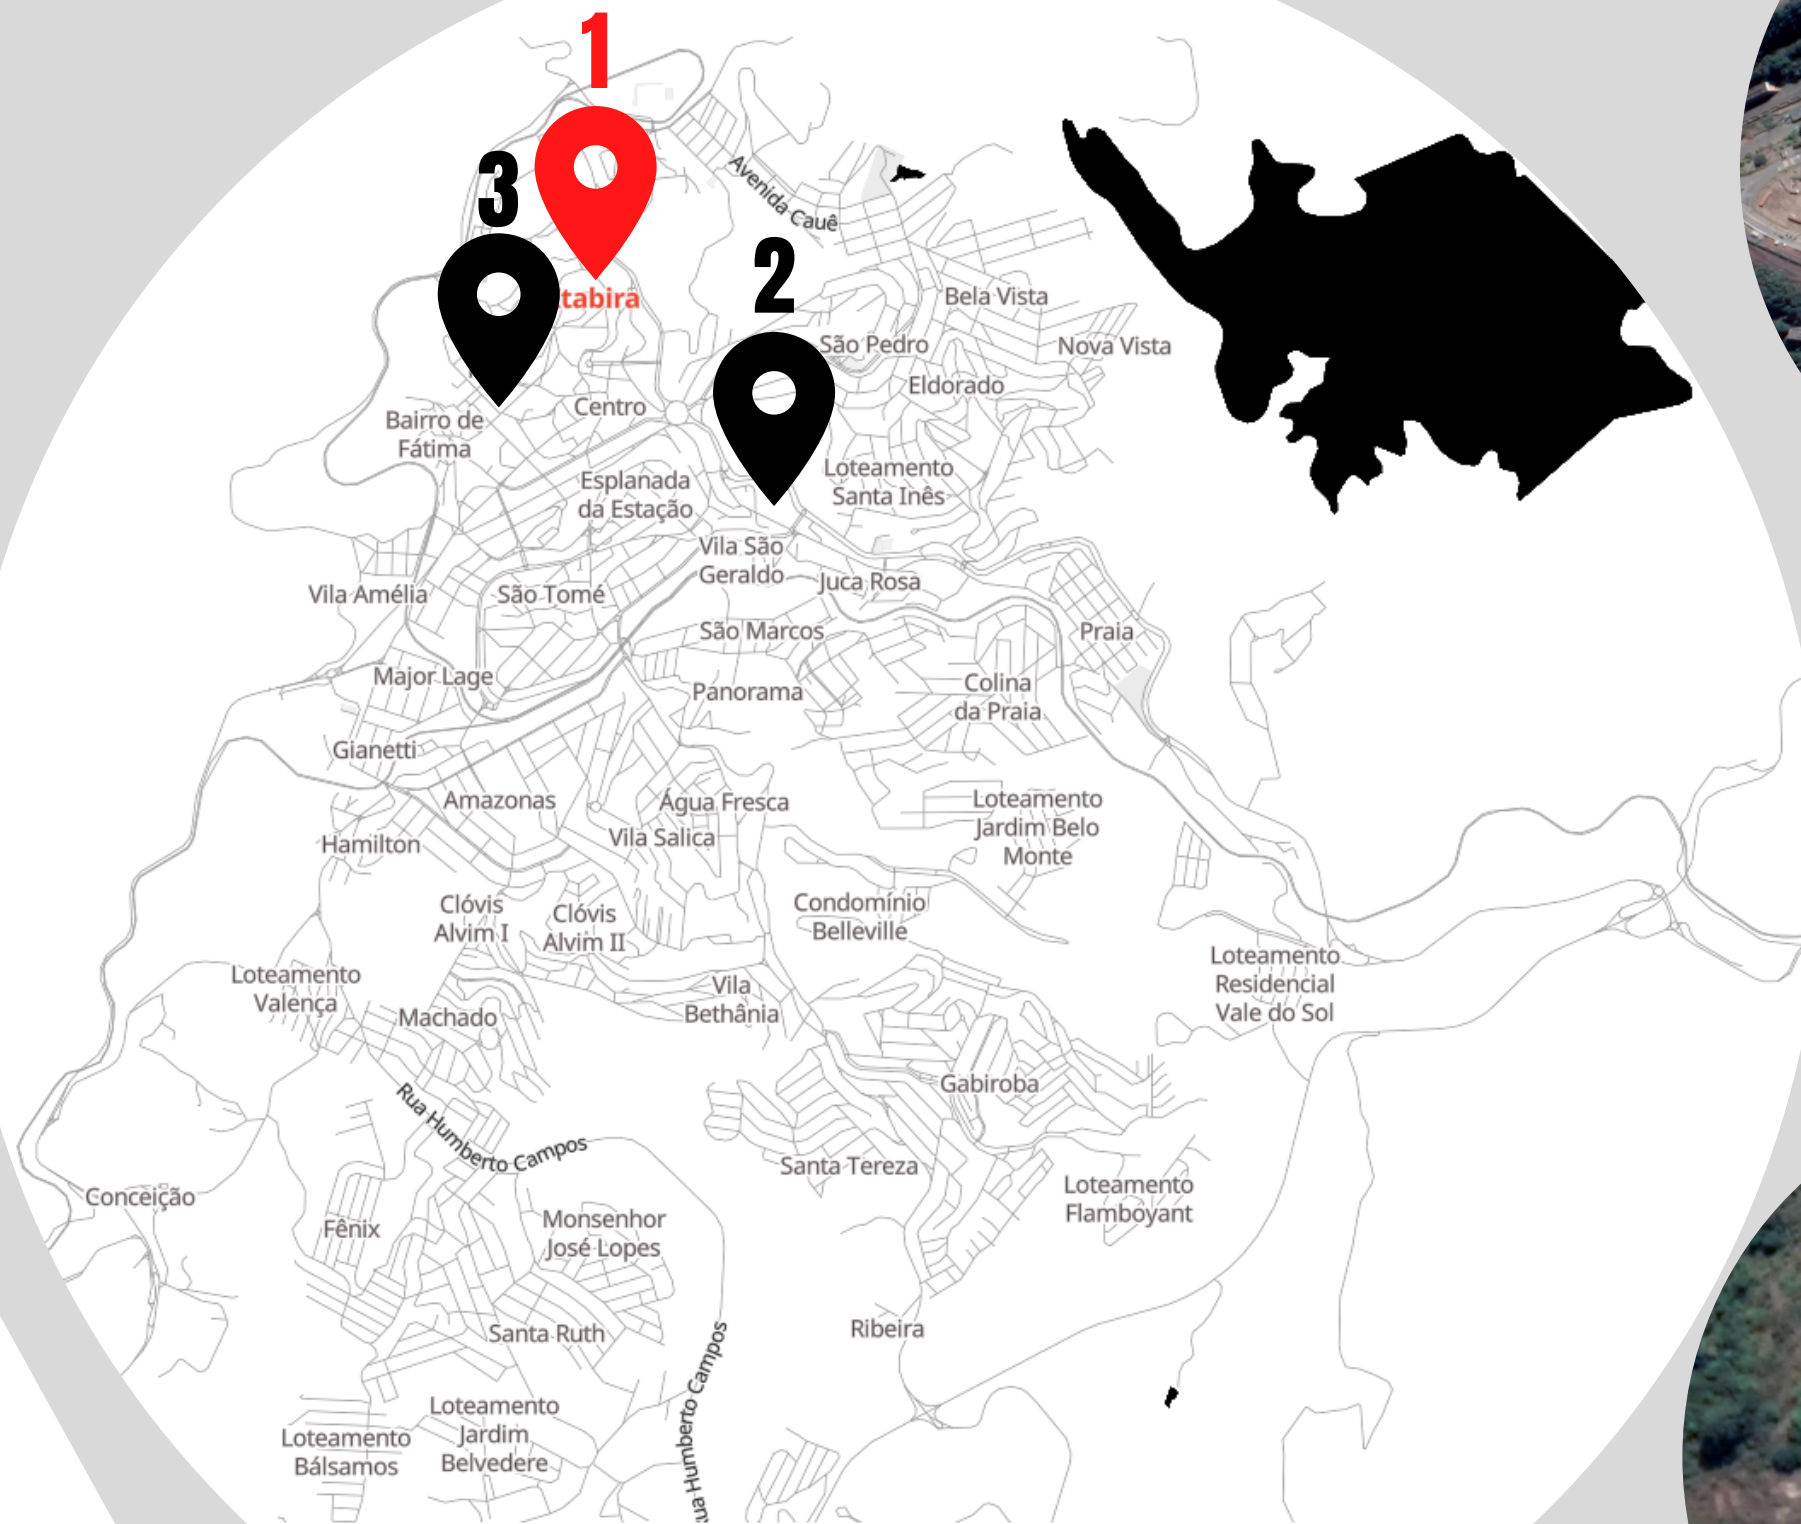 1
3
Avenida Cauê
2
tabira
Bela Vista
São Pedro
Nova Vista
Eldorado
Centro
Bairro de
Fátima
Loteamento
Santa Inês
Esplanada
da Estação
Vila São
Geraldo
Juca Rosa
Vila Amélia
São Tomé
São Marcos
Praia
Major Lage
Panorama
Colina
da Praia
Gianetti
Amazonas
Água Fresca
Loteamento
Jardim Belo
Monte
Vila Salica
Hamilton
Clóvis
Alvim I
Clóvis
Alvim II
Condomínio
Belleville
Loteamento
Residencial
Vale do Sol
Loteamento
Valença
Vila
Bethânia
Machado
Gabiroba
Rua Humberto Campos
Santa Tereza
Loteamento
Flamboyant
Conceição
Fênix
Monsenhor
José Lopes
Santa Ruth
Ribeira
Rua Humberto Campos
Loteamento
Jardim
Belvedere
Loteamento
Bálsamos